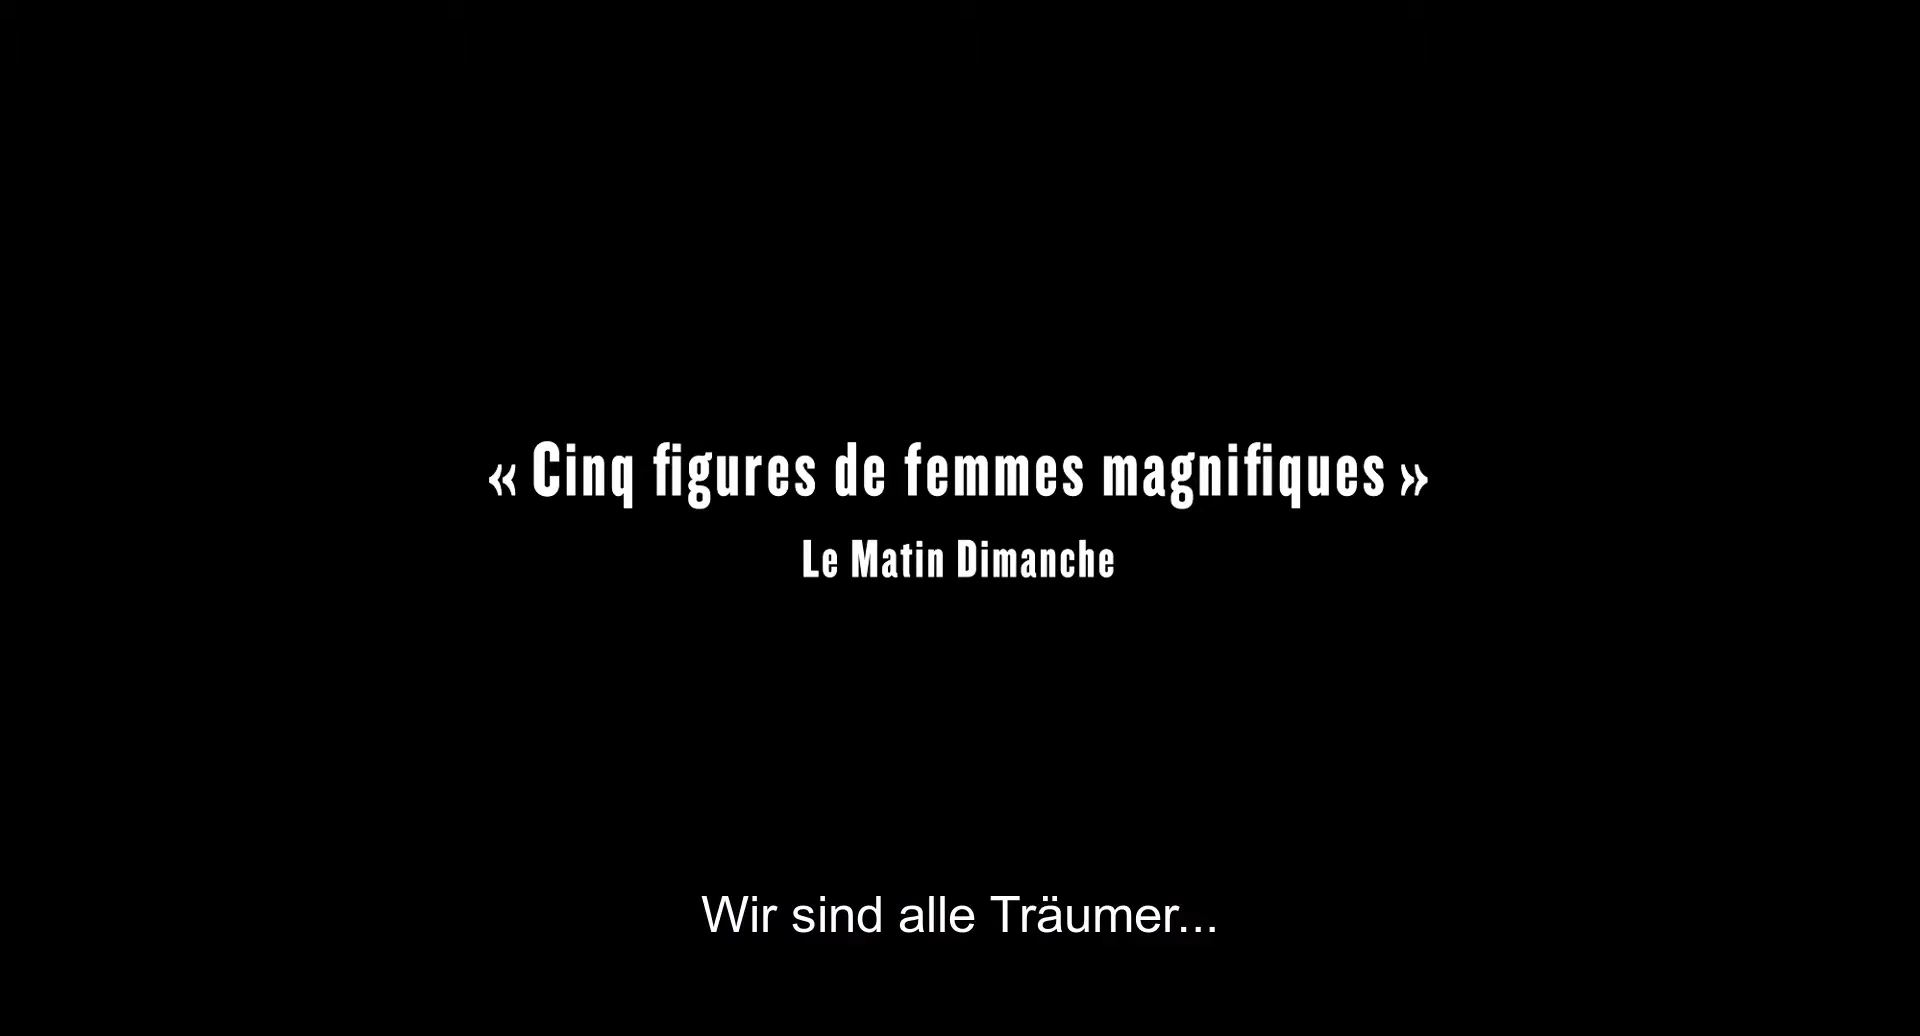 « Cinq figures de femmes magnifiques »
Le Matin Dimanche
Wir sind alle Träumer...